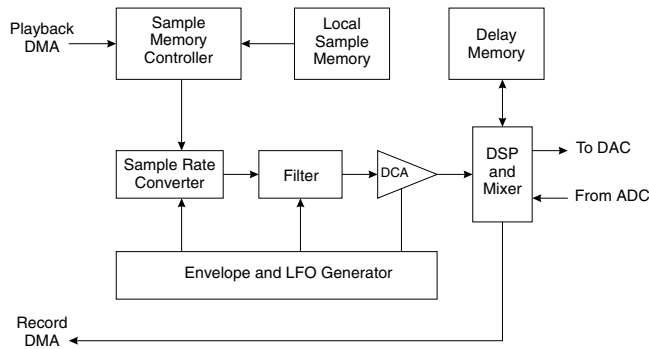 Playback
DMA
Sample
Memory
Controller
Local
Sample
Memory
Delay
Memory
Sample Rate
Converter
Filter
DCA
DSP
and
Mixer
To DAC
From ADC
Envelope and LFO Generator
Record
DMA